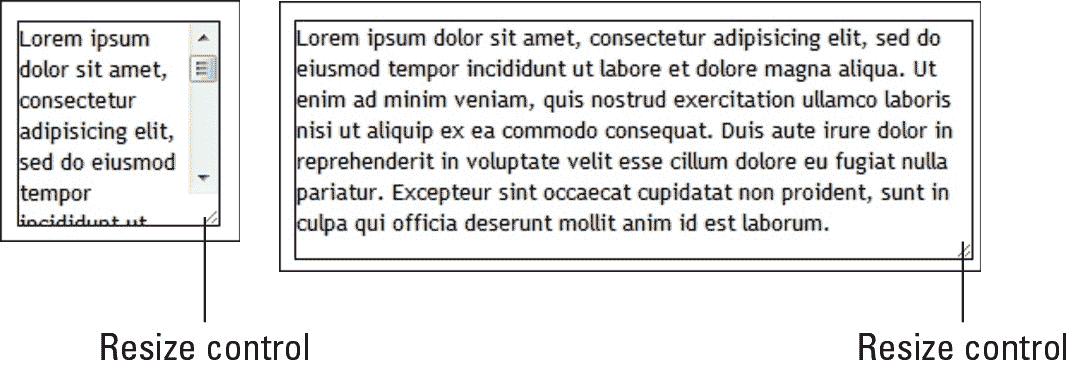 Lorem ipsum
dolor sit amet,
consectetur
adipisicing elit,
sed do eiusmod
tempor
incididunt ut
Lorem ipsum dolor sit amet, consectetur adipisicing elit, sed do
eiusmod tempor incididunt ut labore et dolore magna aliqua. Ut
enim ad minim veniam, quis nostrud exercitation ullamco laboris
nisi ut aliquip ex ea commodo consequat. Duis aute irure dolor in
reprehenderit in voluptate velit esse cillum dolore eu fugiat nulla
pariatur. Excepteur sint occaecat cupidatat non proident, sunt in
culpa qui officia deserunt mollit anim id est laborum.
Resize control
Resize control